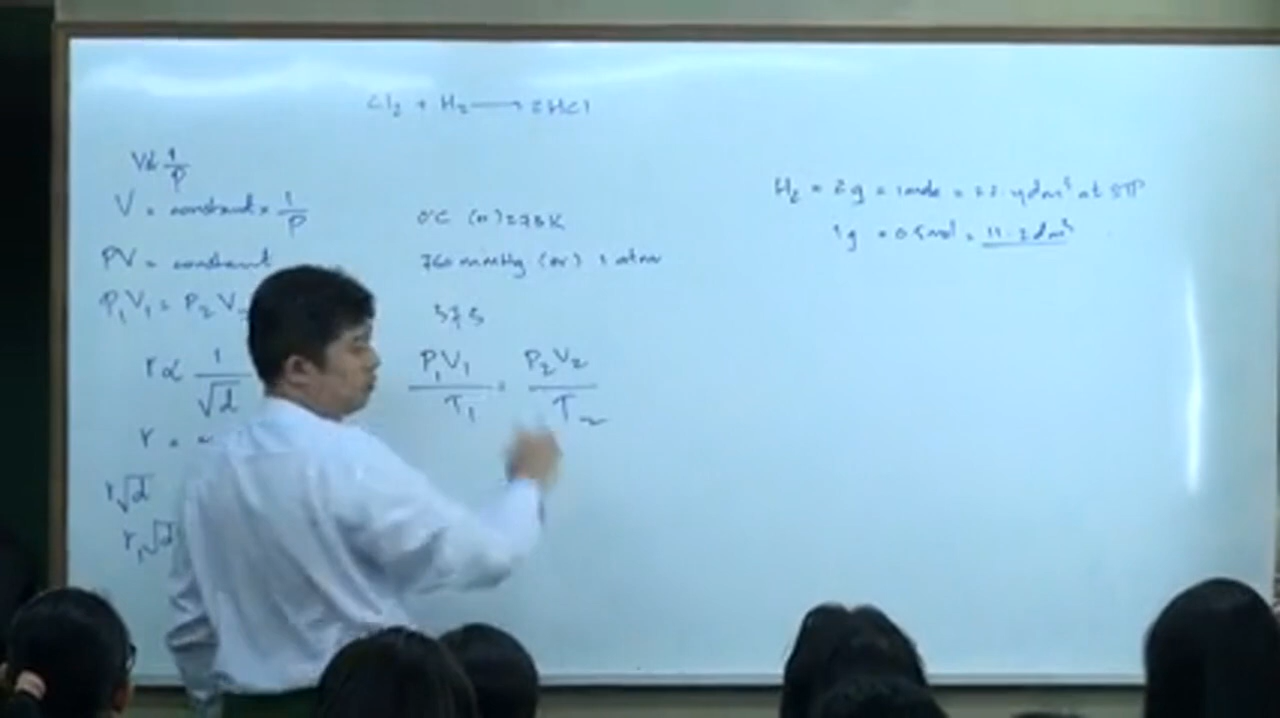 Cl₂ + H₂ → 2HCl
V ∝ 1/P
V = constant × 1/P
PV = constant
P₁V₁ = P₂V₂
r ∝ 1/√d
r =
r√d
r₁√d
0°C (or) 273K
760 mmHg (or) 1 atm
373
P₁V₁/T₁ = P₂V₂/T₂
H₂ = 2g = 1 mole = 22.4 dm³ at STP
1g = 0.5 mol = 11.2 dm³